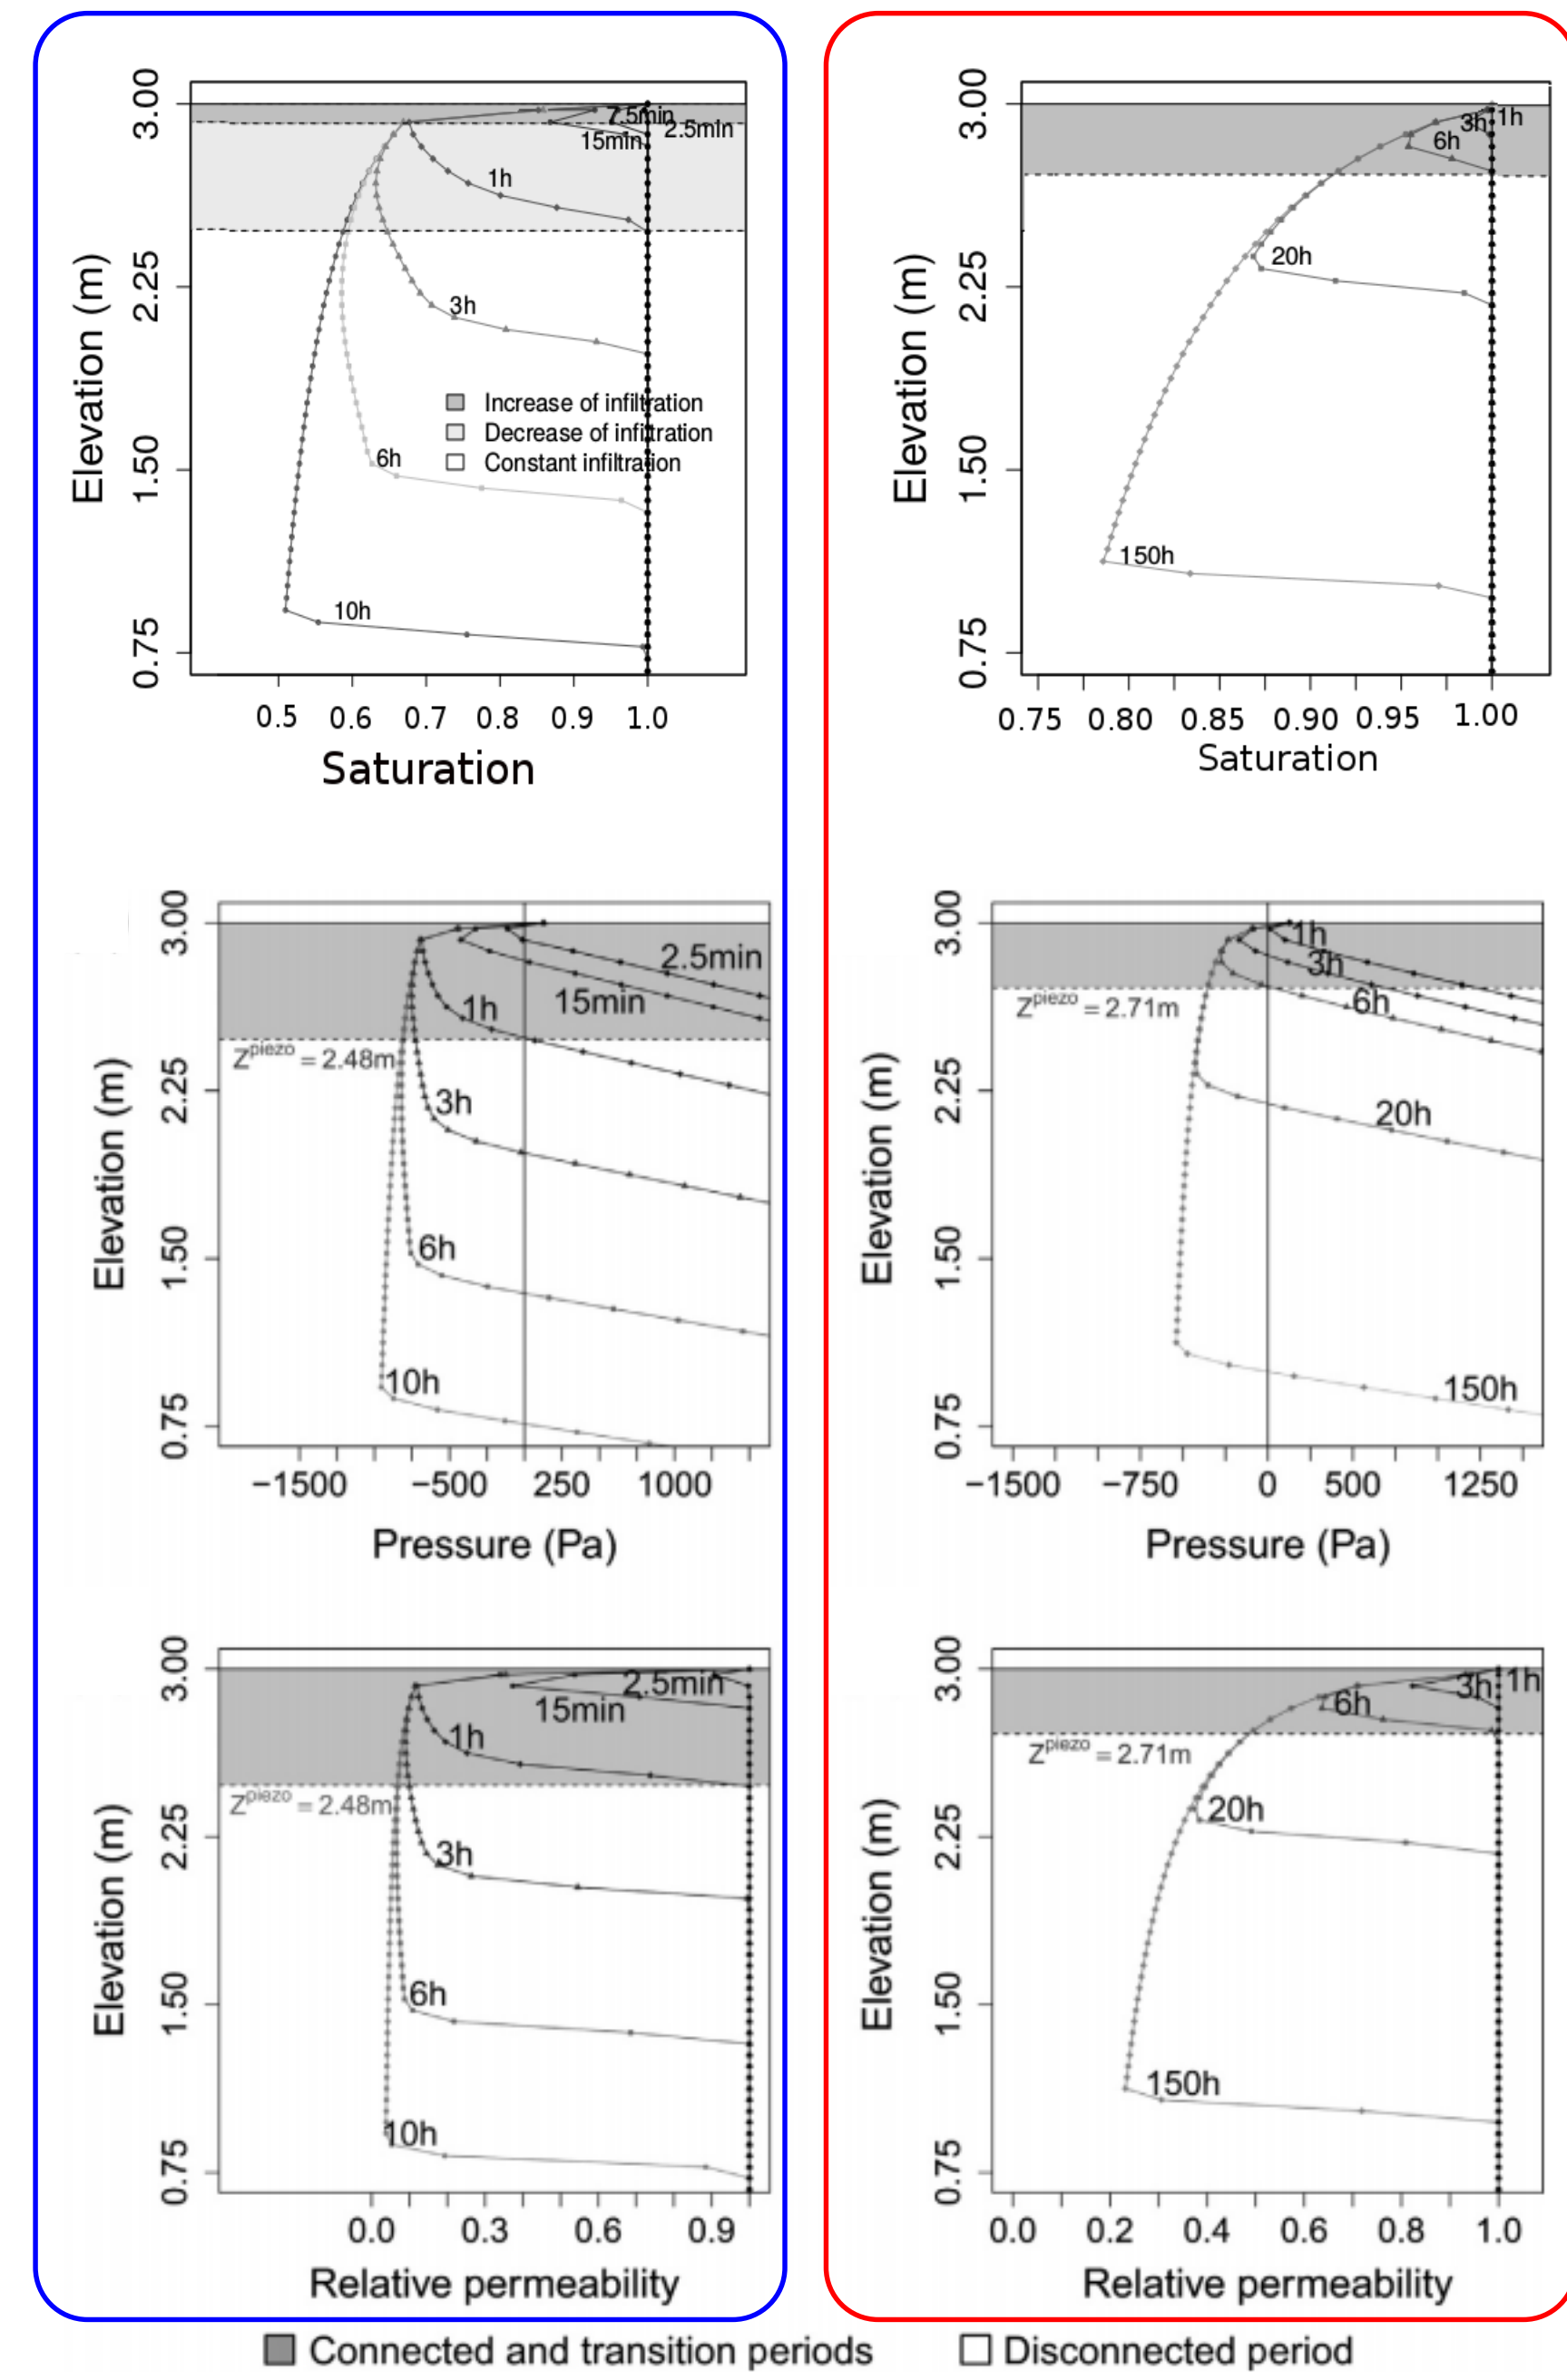 3.00
2.25
1.50
0.75
Elevation (m)
7.5min
2.5min
15min
1h
3h
6h
10h
Increase of infiltration
Decrease of infiltration
Constant infiltration
0.5 0.6 0.7 0.8 0.9 1.0
Saturation
3.00
2.25
1.50
0.75
Elevation (m)
1h
3h
6h
20h
150h
0.75 0.80 0.85 0.90 0.95 1.00
Saturation
3.00
2.25
1.50
0.75
Elevation (m)
2.5min
15min
1h
Zpiezo = 2.48m
3h
6h
10h
−1500 −500 250 1000
Pressure (Pa)
3.00
2.25
1.50
0.75
Elevation (m)
1h
3h
6h
Zpiezo = 2.71m
20h
150h
−1500 −750 0 500 1250
Pressure (Pa)
3.00
2.25
1.50
0.75
Elevation (m)
2.5min
15min
1h
Zpiezo = 2.48m
3h
6h
10h
0.0 0.3 0.6 0.9
Relative permeability
3.00
2.25
1.50
0.75
Elevation (m)
1h
3h
6h
Zpiezo = 2.71m
20h
150h
0.0 0.2 0.4 0.6 0.8 1.0
Relative permeability
Connected and transition periods Disconnected period